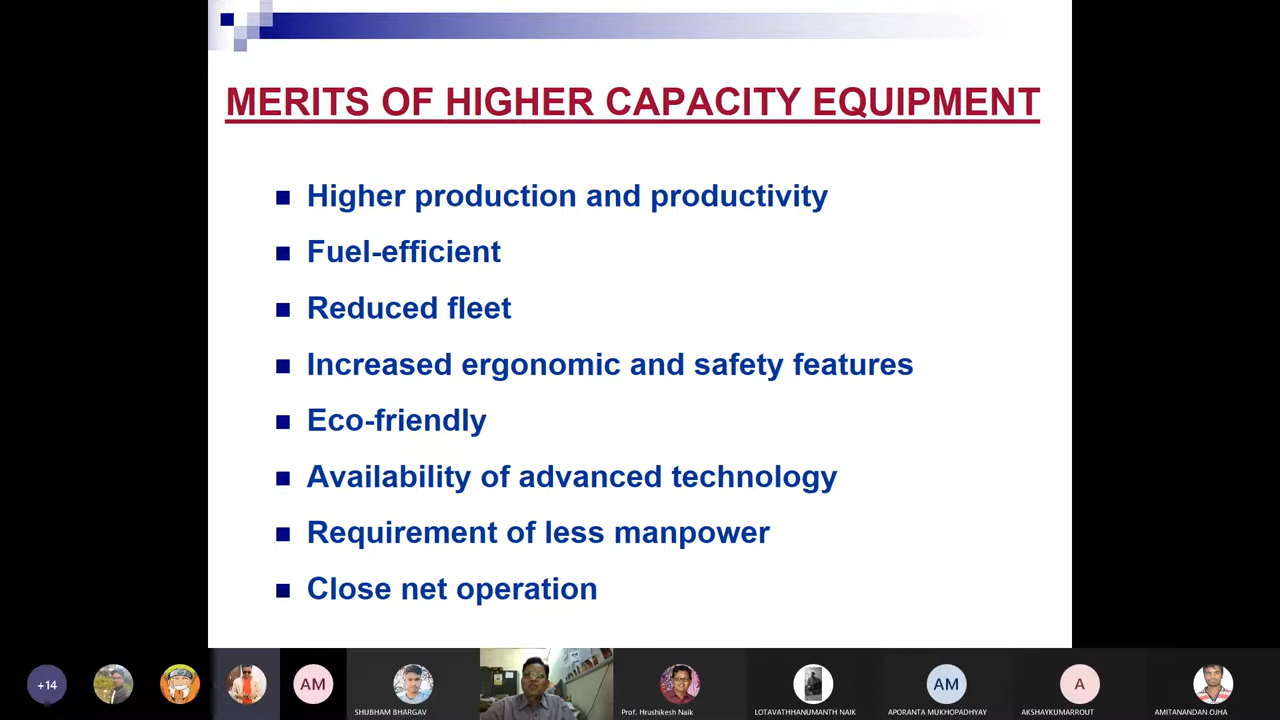 MERITS OF HIGHER CAPACITY EQUIPMENT
Higher production and productivity
Fuel-efficient
Reduced fleet
Increased ergonomic and safety features
Eco-friendly
Availability of advanced technology
Requirement of less manpower
Close net operation
+14
AM
SHUBHAM BHARGAV
Prof. Hrushikesh Naik
LOTAVATHHANUMANTH NAIK
AM
APORANTA MUKHOPADHYAY
A
AKSHAYKUMARROUT
AMITANANDAN OJHA